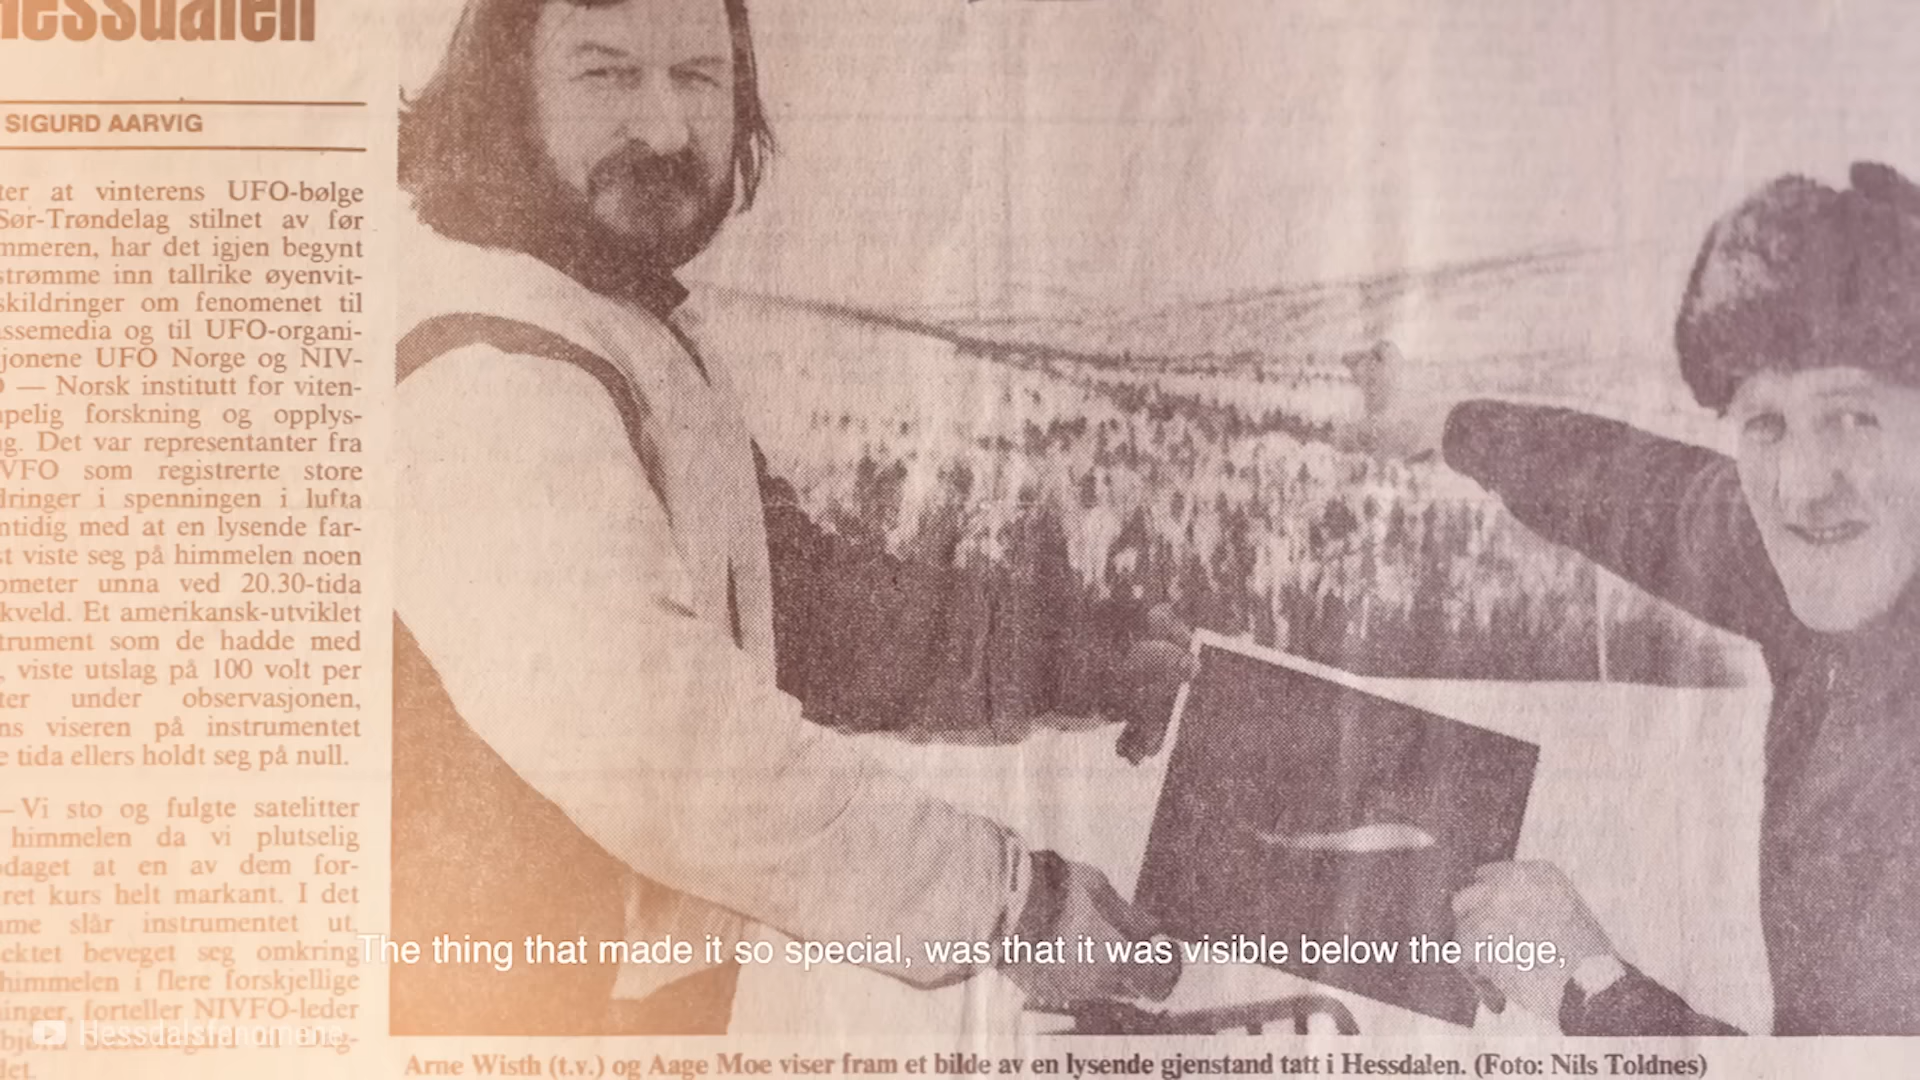 Hessdalen
SIGURD AARVIG
ter at vinterens UFO-bølge
Sør-Trøndelag stilnet av før
mmeren, har det igjen begynt
strømme inn tallrike øyenvit-
skildringer om fenomenet til
assemedia og til UFO-organi-
jonene UFO Norge og NIV-
O — Norsk institutt for viten-
apelig forskning og opplys-
ng. Det var representanter fra
VFO som registrerte store
dringer i spenningen i lufta
mtidig med at en lysende far-
st viste seg på himmelen noen
ometer unna ved 20.30-tida
kveld. Et amerikansk-utviklet
trument som de hadde med
, viste utslag på 100 volt per
ter under observasjonen,
ns viseren på instrumentet
e tida ellers holdt seg på null.
— Vi sto og fulgte satelitter
himmelen da vi plutselig
daget at en av dem for-
ret kurs helt markant. I det
mme slår instrumentet ut.
ektet beveget seg omkring
himmelen i flere forskjellige
ninger, forteller NIVFO-leder
det.
The thing that made it so special, was that it was visible below the ridge,
Hessdalsfenomene
Arne Wisth (t.v.) og Aage Moe viser fram et bilde av en lysende gjenstand tatt i Hessdalen. (Foto: Nils Toldnes)